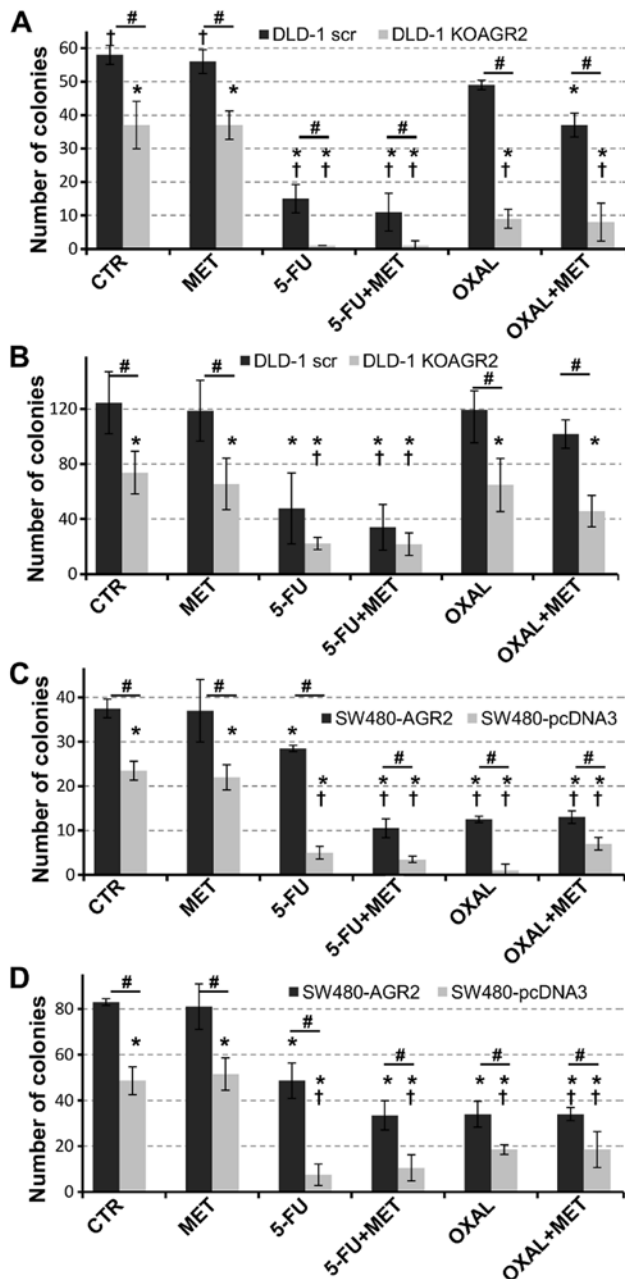 A
DLD-1 scr DLD-1 KOAGR2
Number of colonies
60
50
40
30
20
10
0
† # *
† # *
# * * † †
# * * † †
# * †
# * * †
CTR MET 5-FU 5-FU+MET OXAL OXAL+MET
B
DLD-1 scr DLD-1 KOAGR2
Number of colonies
120
80
40
0
# *
# *
* * †
* * † †
# *
# *
CTR MET 5-FU 5-FU+MET OXAL OXAL+MET
C
SW480-AGR2 SW480-pcDNA3
Number of colonies
40
30
20
10
0
# *
# *
# * * †
# * * † †
# * * † †
# * * † †
CTR MET 5-FU 5-FU+MET OXAL OXAL+MET
D
SW480-AGR2 SW480-pcDNA3
Number of colonies
80
60
40
20
0
# *
# *
# * * †
# * * †
# * * †
# * * † †
CTR MET 5-FU 5-FU+MET OXAL OXAL+MET